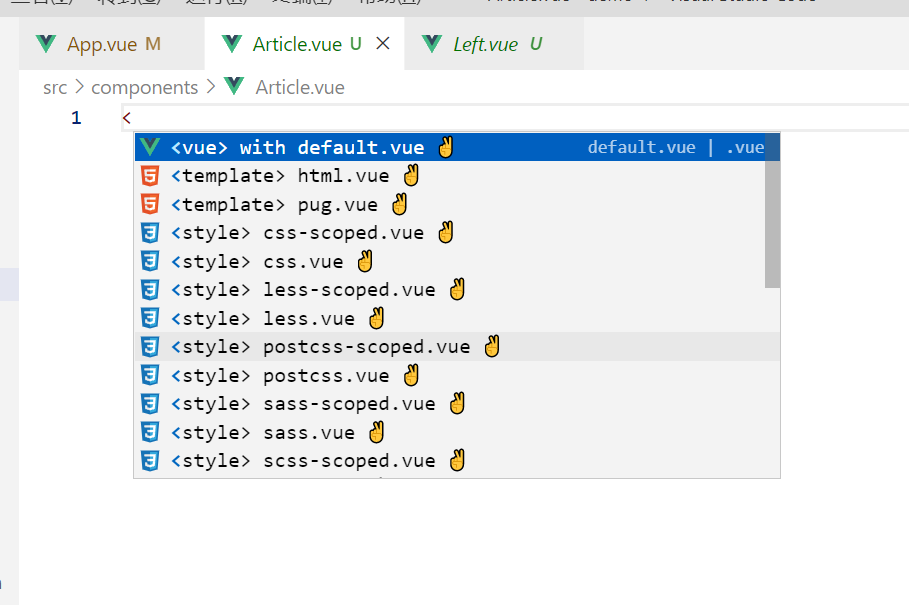 App.vue M Article.vue U Left.vue U
src > components > Article.vue
1 <
<vue> with default.vue ✌ default.vue | .vue
<template> html.vue ✌
<template> pug.vue ✌
<style> css-scoped.vue ✌
<style> css.vue ✌
<style> less-scoped.vue ✌
<style> less.vue ✌
<style> postcss-scoped.vue ✌
<style> postcss.vue ✌
<style> sass-scoped.vue ✌
<style> sass.vue ✌
<style> scss-scoped.vue ✌